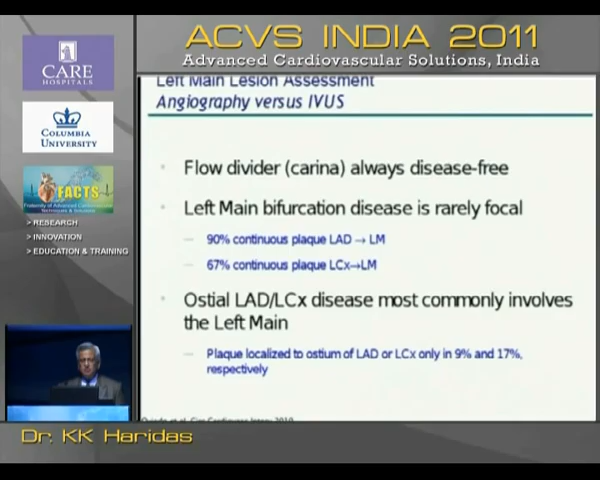 ACVS INDIA 2011
Advanced Cardiovascular Solutions, India
CARE
HOSPITALS
COLUMBIA
UNIVERSITY
FACTS
> RESEARCH
> INNOVATION
> EDUCATION & TRAINING
Left Main Lesion Assessment
Angiography versus IVUS
Flow divider (carina) always disease-free
Left Main bifurcation disease is rarely focal
90% continuous plaque LAD → LM
67% continuous plaque LCx→LM
Ostial LAD/LCx disease most commonly involves
the Left Main
Plaque localized to ostium of LAD or LCx only in 9% and 17%,
respectively
Dr. KK Haridas